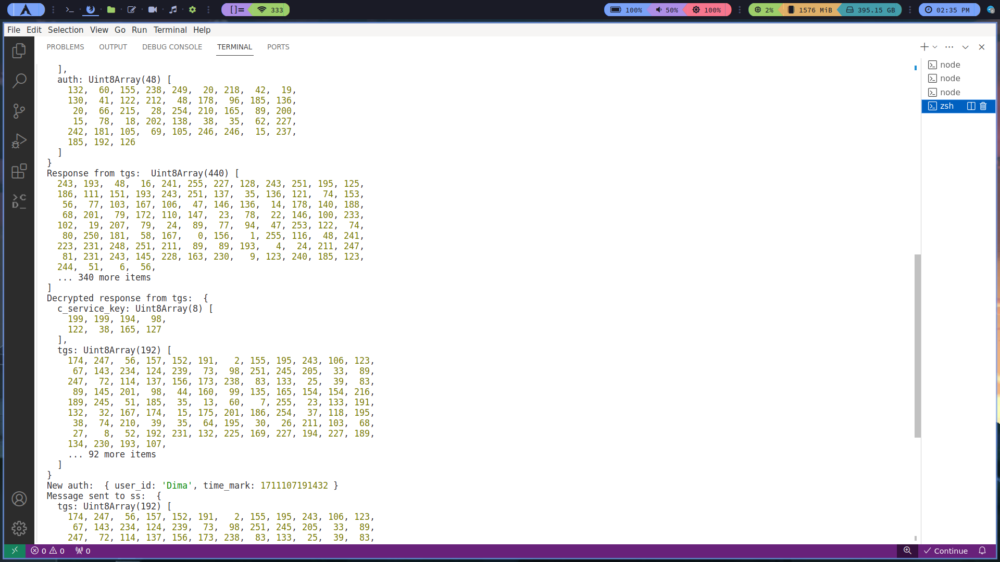 []= 333 100% 50% 100% 2% 1576 MiB 395.15 GB 02:35 PM
File Edit Selection View Go Run Terminal Help
PROBLEMS OUTPUT DEBUG CONSOLE TERMINAL PORTS
node
node
node
zsh
],
auth: Uint8Array(48) [
132, 60, 155, 238, 249, 20, 218, 42, 19,
130, 41, 122, 212, 48, 178, 96, 185, 136,
20, 66, 215, 28, 254, 210, 165, 89, 200,
15, 78, 18, 202, 138, 38, 35, 62, 227,
242, 181, 105, 69, 105, 246, 246, 15, 237,
185, 192, 126
]
}
Response from tgs: Uint8Array(440) [
243, 193, 48, 16, 241, 255, 227, 128, 243, 251, 195, 125,
186, 111, 151, 193, 243, 251, 137, 35, 136, 121, 74, 153,
56, 77, 103, 167, 106, 47, 146, 136, 14, 178, 140, 188,
68, 201, 79, 172, 110, 147, 23, 78, 22, 146, 100, 233,
102, 19, 207, 79, 24, 89, 77, 94, 47, 253, 122, 74,
80, 250, 181, 58, 167, 0, 156, 1, 255, 116, 48, 241,
223, 231, 248, 251, 211, 89, 89, 193, 4, 24, 211, 247,
81, 231, 243, 145, 228, 163, 230, 9, 123, 240, 185, 123,
244, 51, 6, 56,
... 340 more items
]
Decrypted response from tgs: {
c_service_key: Uint8Array(8) [
199, 199, 194, 98,
122, 38, 165, 127
],
tgs: Uint8Array(192) [
174, 247, 56, 157, 152, 191, 2, 155, 195, 243, 106, 123,
67, 143, 234, 124, 239, 73, 98, 251, 245, 205, 33, 89,
247, 72, 114, 137, 156, 173, 238, 83, 133, 25, 39, 83,
89, 145, 201, 98, 44, 160, 99, 135, 165, 154, 154, 216,
189, 245, 51, 185, 35, 13, 60, 7, 255, 23, 133, 191,
132, 32, 167, 174, 15, 175, 201, 186, 254, 37, 118, 195,
38, 74, 210, 39, 35, 64, 195, 30, 26, 211, 103, 68,
27, 8, 52, 192, 231, 132, 225, 169, 227, 194, 227, 189,
134, 230, 193, 107,
... 92 more items
]
}
New auth: { user_id: 'Dima', time_mark: 1711107191432 }
Message sent to ss: {
tgs: Uint8Array(192) [
174, 247, 56, 157, 152, 191, 2, 155, 195, 243, 106, 123,
67, 143, 234, 124, 239, 73, 98, 251, 245, 205, 33, 89,
247, 72, 114, 137, 156, 173, 238, 83, 133, 25, 39, 83,
0 0 0 Continue